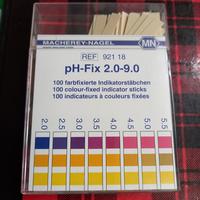 MACHEREY-NAGEL MN
REF 921 18
pH-Fix 2.0-9.0
100 farbfixierte Indikatorstäbchen
100 colour-fixed indicator sticks
100 indicateurs à couleurs fixées
2.0 2.5 3.0 3.5 4.0 4.5 5.0 5.5